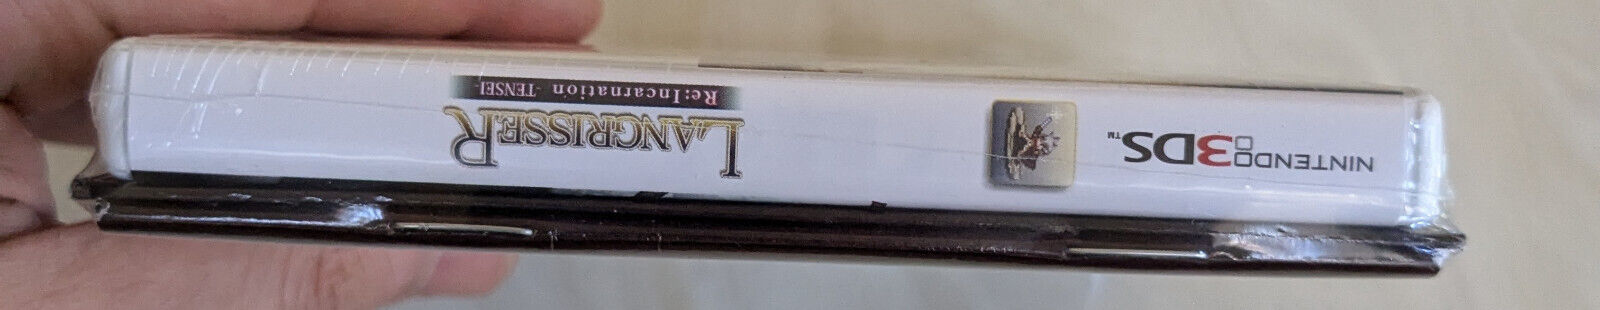 NINTENDO 3DS™
LANGRISSER
Re:Incarnation -TENSEI-